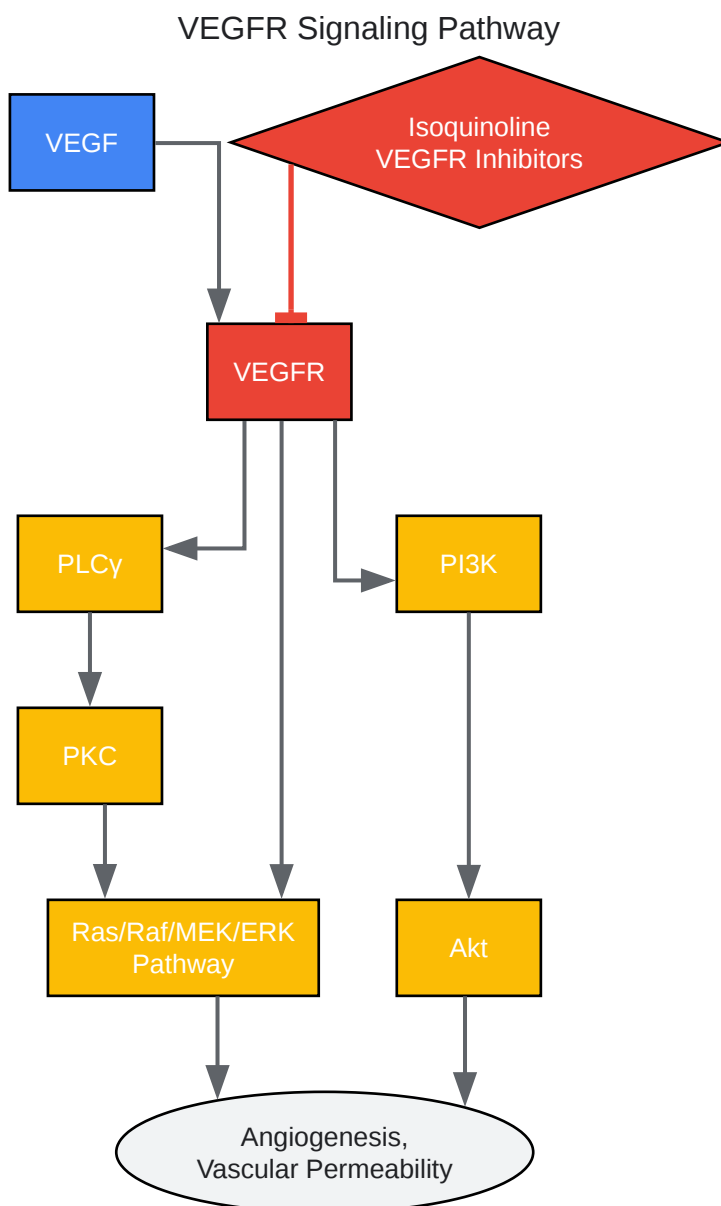 VEGFR Signaling Pathway
VEGF
Isoquinoline
VEGFR Inhibitors
VEGFR
PLCγ
PI3K
PKC
Ras/Raf/MEK/ERK
Pathway
Akt
Angiogenesis,
Vascular Permeability